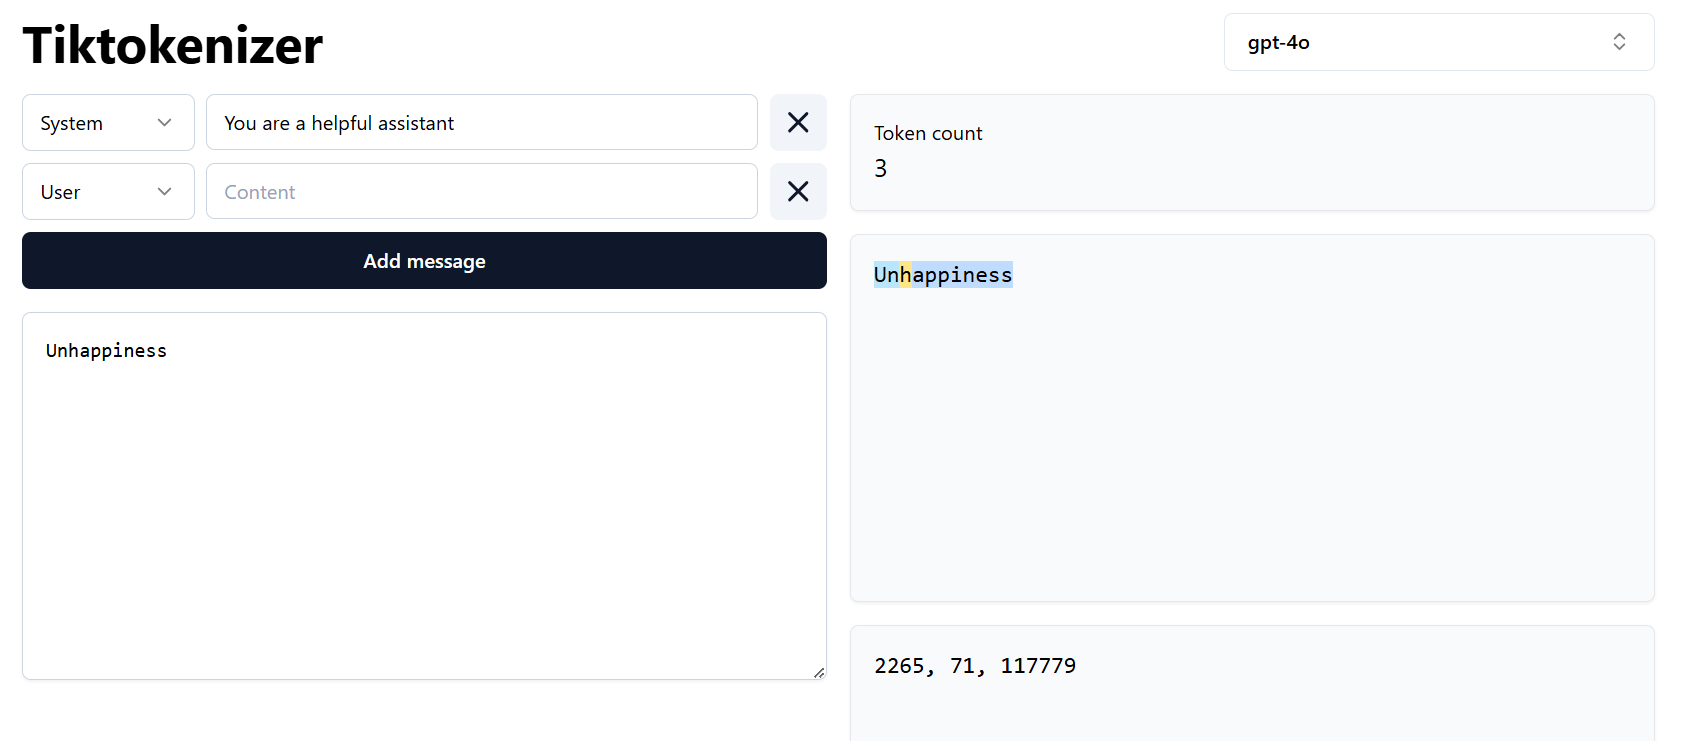 Tiktokenizer
gpt-4o
System
You are a helpful assistant
User
Content
Add message
Unhappiness
Token count
3
Unhappiness
2265, 71, 117779